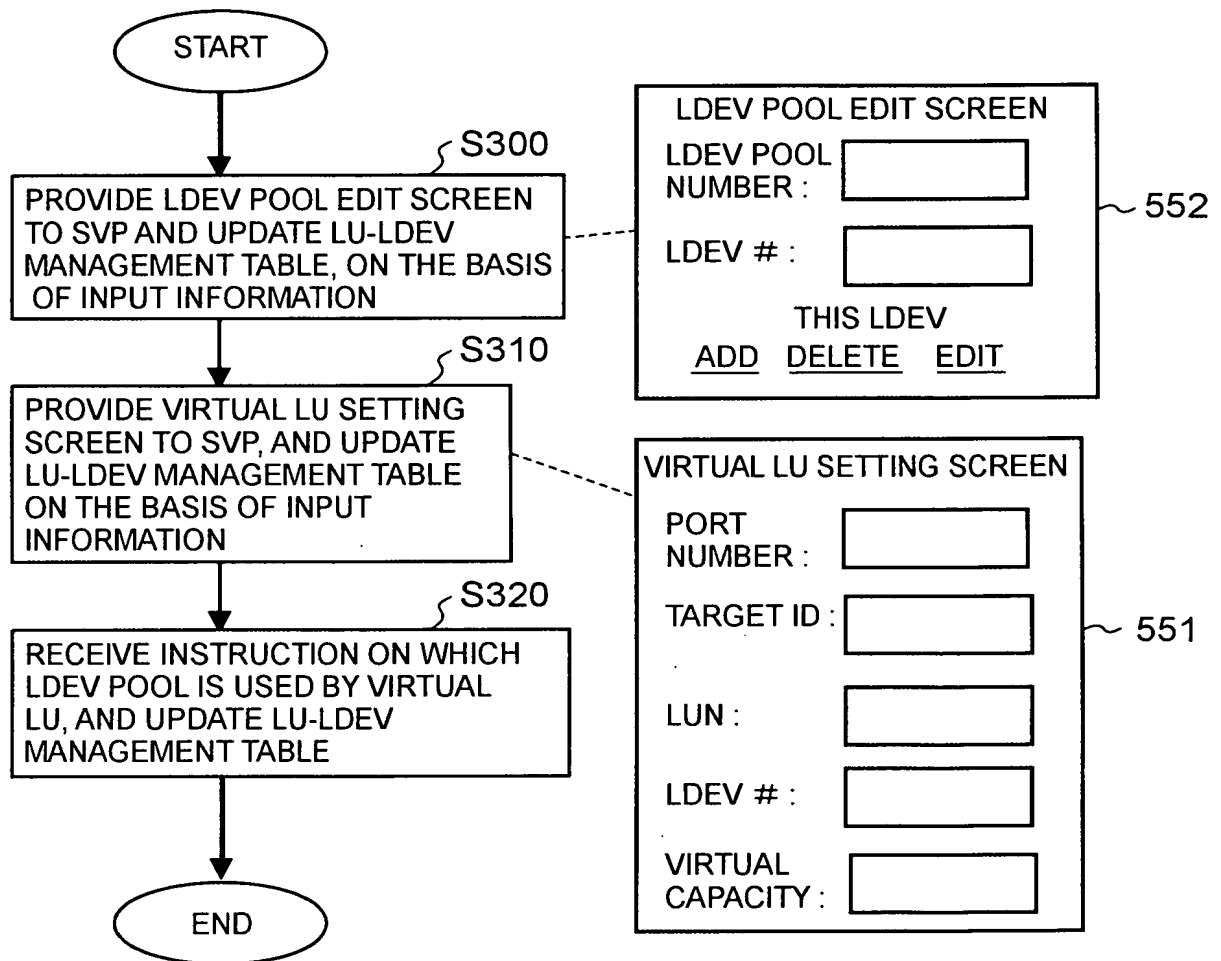 START
S300
PROVIDE LDEV POOL EDIT SCREEN
TO SVP AND UPDATE LU-LDEV
MANAGEMENT TABLE, ON THE BASIS
OF INPUT INFORMATION
S310
PROVIDE VIRTUAL LU SETTING
SCREEN TO SVP, AND UPDATE
LU-LDEV MANAGEMENT TABLE
ON THE BASIS OF INPUT
INFORMATION
S320
RECEIVE INSTRUCTION ON WHICH
LDEV POOL IS USED BY VIRTUAL
LU, AND UPDATE LU-LDEV
MANAGEMENT TABLE
END
LDEV POOL EDIT SCREEN
LDEV POOL
NUMBER :
LDEV # :
THIS LDEV
ADD DELETE EDIT
552
VIRTUAL LU SETTING SCREEN
PORT
NUMBER :
TARGET ID :
LUN :
LDEV # :
VIRTUAL
CAPACITY :
551